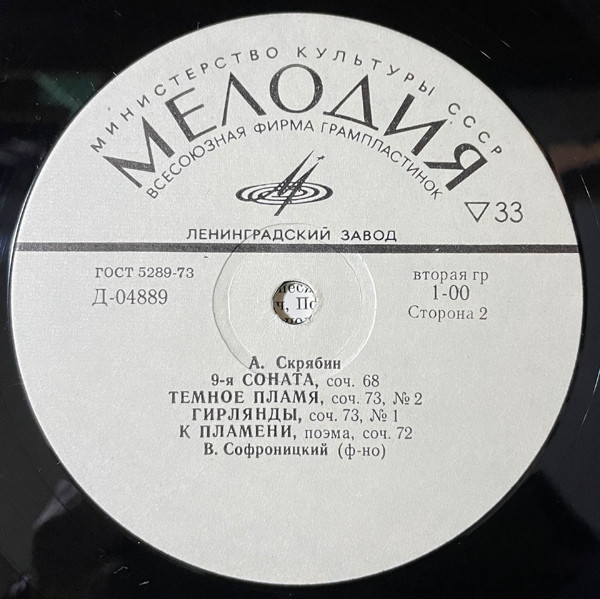 МИНИСТЕРСТВО КУЛЬТУРЫ СССР
МЕЛОДИЯ
ВСЕСОЮЗНАЯ ФИРМА ГРАМПЛАСТИНОК
▽33
ЛЕНИНГРАДСКИЙ ЗАВОД
ГОСТ 5289-73
Д-04889
вторая гр
1-00
Сторона 2
А. Скрябин
9-я СОНАТА, соч. 68
ТЕМНОЕ ПЛАМЯ, соч. 73, № 2
ГИРЛЯНДЫ, соч. 73, № 1
К ПЛАМЕНИ, поэма, соч. 72
В. Софроницкий (ф-но)